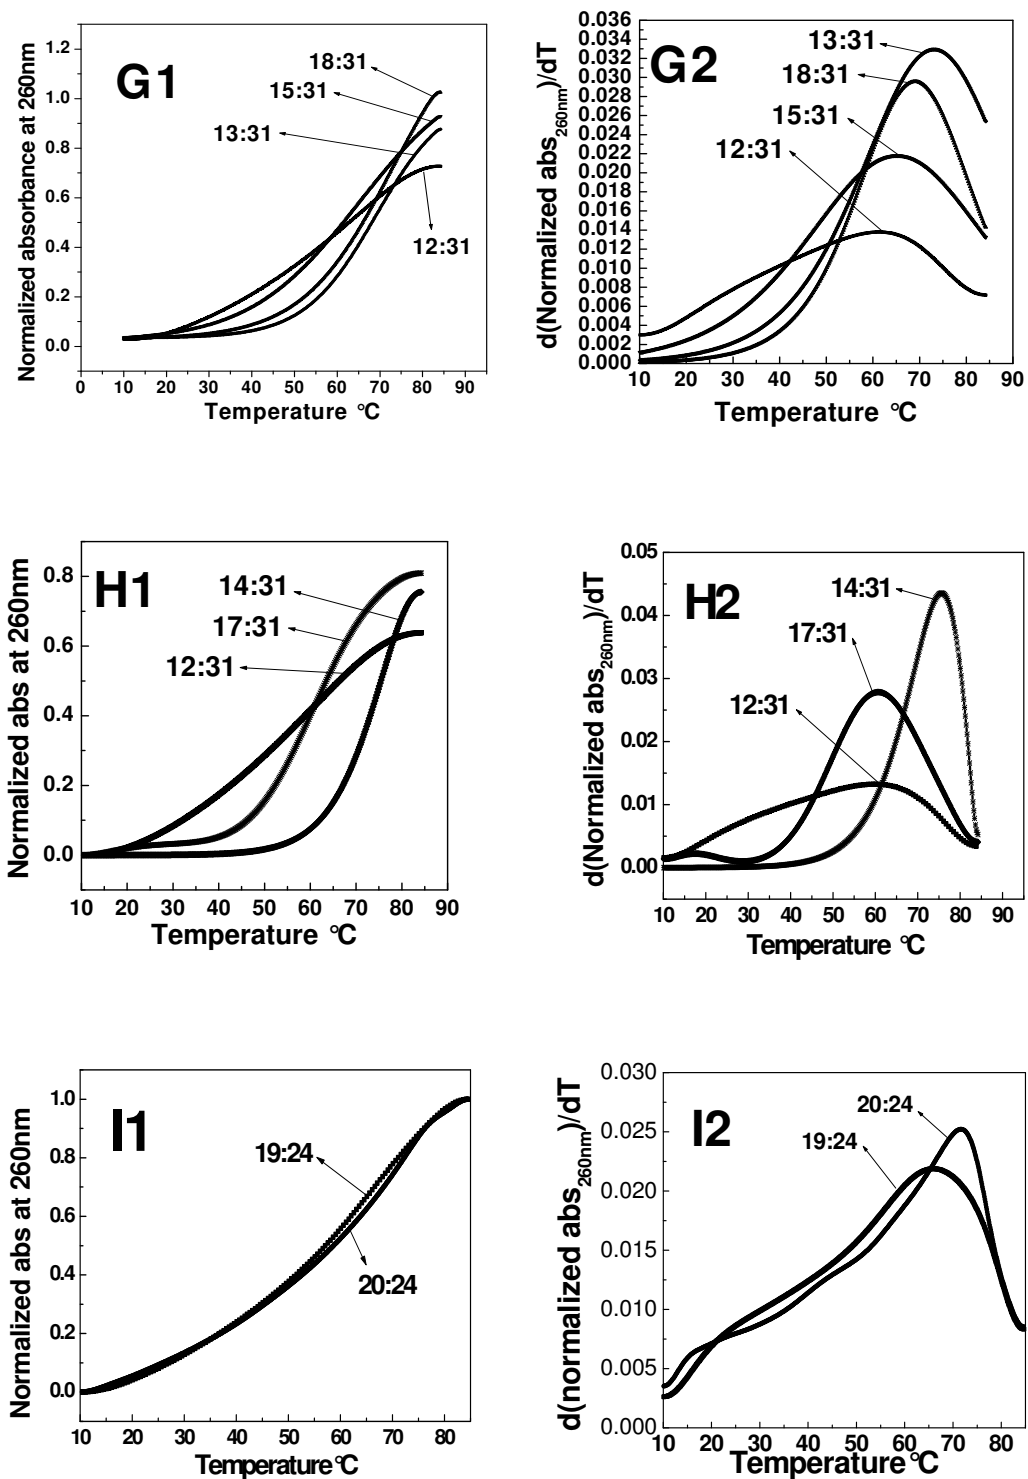 G1
Normalized absorbance at 260nm
1.2
1.0
0.8
0.6
0.4
0.2
0.0
18:31
15:31
13:31
12:31
0 10 20 30 40 50 60 70 80 90
Temperature °C
G2
d(Normalized abs260nm)/dT
0.036
0.034
0.032
0.030
0.028
0.026
0.024
0.022
0.020
0.018
0.016
0.014
0.012
0.010
0.008
0.006
0.004
0.002
0.000
13:31
18:31
15:31
12:31
10 20 30 40 50 60 70 80 90
Temperature °C
H1
Normalized abs at 260nm
0.8
0.6
0.4
0.2
0.0
14:31
17:31
12:31
10 20 30 40 50 60 70 80 90
Temperature °C
H2
d(Normalized abs260nm)/dT
0.05
0.04
0.03
0.02
0.01
0.00
14:31
17:31
12:31
10 20 30 40 50 60 70 80 90
Temperature °C
I1
Normalized abs at 260nm
1.0
0.8
0.6
0.4
0.2
0.0
19:24
20:24
10 20 30 40 50 60 70 80
Temperature°C
I2
d(normalized abs260nm)/dT
0.030
0.025
0.020
0.015
0.010
0.005
0.000
20:24
19:24
10 20 30 40 50 60 70 80
Temperature°C